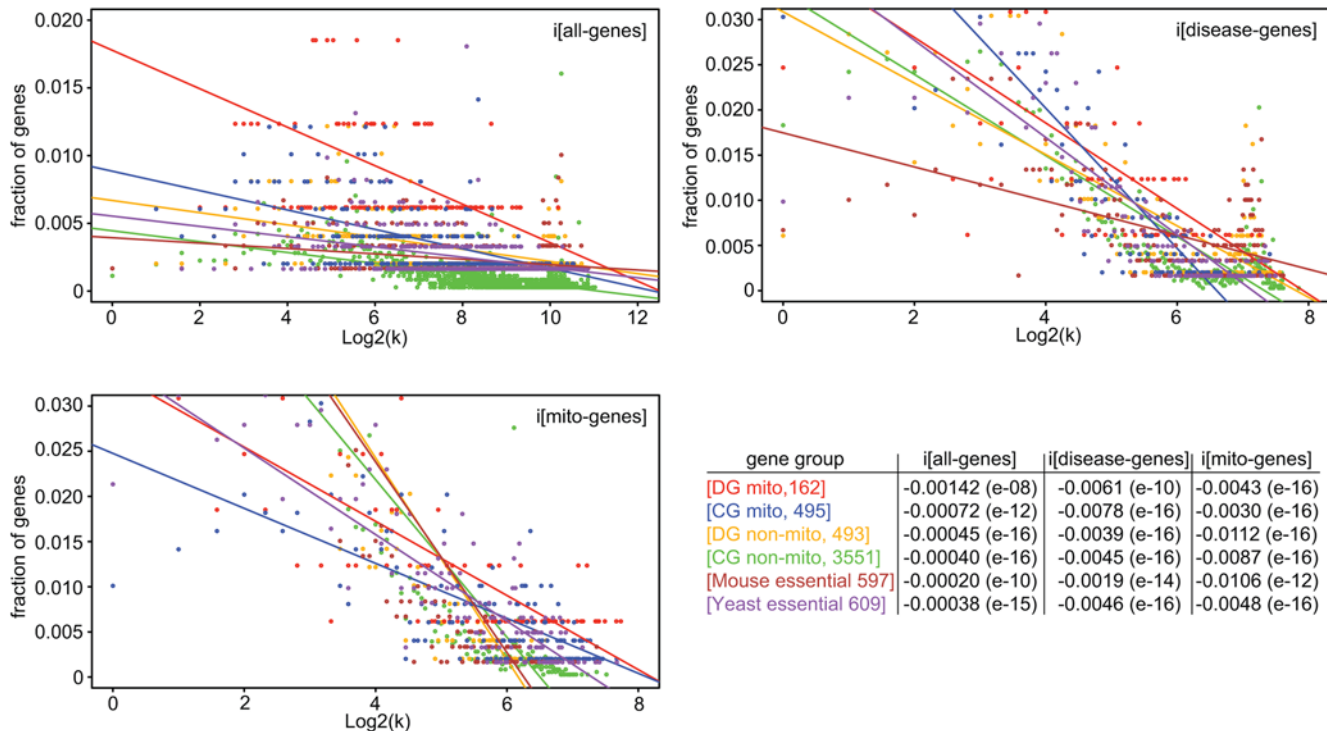 i[all-genes]
fraction of genes
0.020
0.015
0.010
0.005
0
0 2 4 6 8 10 12
Log2(k)
i[disease-genes]
fraction of genes
0.030
0.025
0.020
0.015
0.010
0.005
0.000
0 2 4 6 8
Log2(k)
i[mito-genes]
fraction of genes
0.030
0.025
0.020
0.015
0.010
0.005
0
0 2 4 6 8
Log2(k)
gene group i[all-genes] i[disease-genes] i[mito-genes]
[DG mito,162] -0.00142 (e-08) -0.0061 (e-10) -0.0043 (e-16)
[CG mito, 495] -0.00072 (e-12) -0.0078 (e-16) -0.0030 (e-16)
[DG non-mito, 493] -0.00045 (e-16) -0.0039 (e-16) -0.0112 (e-16)
[CG non-mito, 3551] -0.00040 (e-16) -0.0045 (e-16) -0.0087 (e-16)
[Mouse essential 597] -0.00020 (e-10) -0.0019 (e-14) -0.0106 (e-12)
[Yeast essential 609] -0.00038 (e-15) -0.0046 (e-16) -0.0048 (e-16)